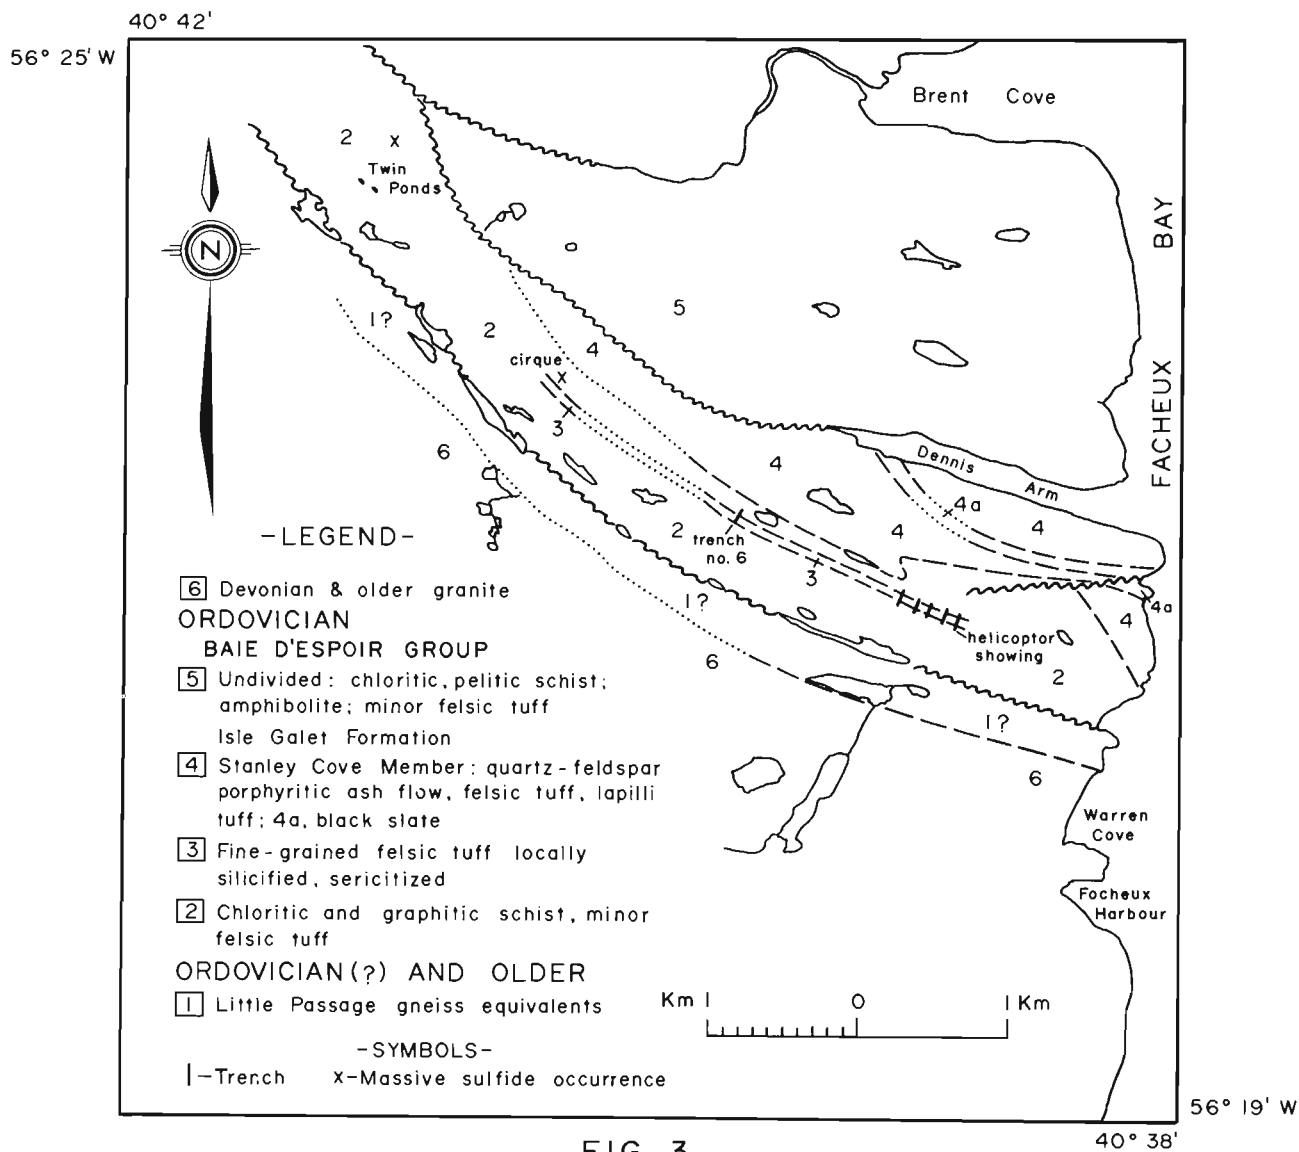 40° 42'
56° 25' W
Brent Cove
2 x
Twin
Ponds
N
BAY
FACHEUX
5
1?
2
4
cirque x
3
6
4
Dennis
Arm
4a
x
4
4
2
trench
no. 6
3
1?
6
4a
4
helicoptor
showing
2
1?
6
Warren
Cove
Focheux
Harbour
-LEGEND-
6 Devonian & older granite
ORDOVICIAN
BAIE D'ESPOIR GROUP
5 Undivided: chloritic, pelitic schist;
amphibolite; minor felsic tuff
Isle Galet Formation
4 Stanley Cove Member: quartz-feldspar
porphyritic ash flow, felsic tuff, lapilli
tuff; 4a, black slate
3 Fine-grained felsic tuff locally
silicified, sericitized
2 Chloritic and graphitic schist, minor
felsic tuff
ORDOVICIAN(?) AND OLDER
1 Little Passage gneiss equivalents
Km 1 0 1 Km
-SYMBOLS-
|-Trench x-Massive sulfide occurrence
56° 19' W
40° 38'
FIG. 3